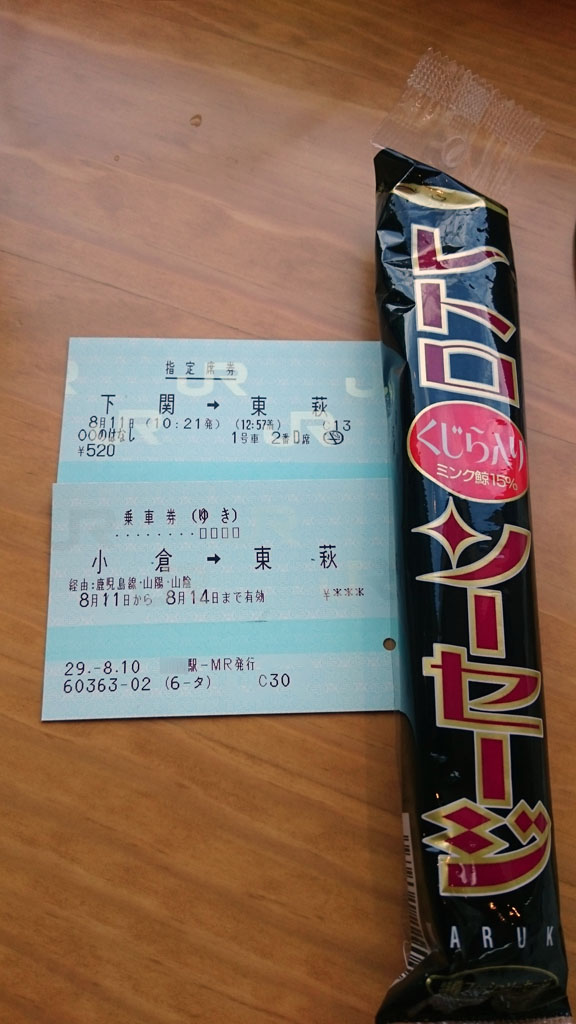 指定席券
下 関 → 東 萩
8月11日 (10:21発) (12:57着) C13
○○のはなし 1号車 2番D席
¥520
乗車券 (ゆき)
........□□□□
小 倉 → 東 萩
経由:鹿児島線・山陽・山陰
8月11日から 8月14日まで有効 ¥***
29.-8.10 駅-MR発行
60363-02 (6-タ) C30
JR
くじら入り
ミンク鯨15%
ソーセージ
ARUK